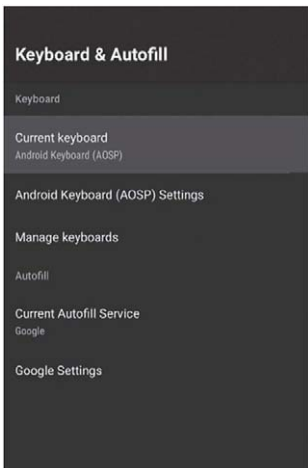 Keyboard & Autofill
Keyboard
Current keyboard
Android Keyboard (AOSP)
Android Keyboard (AOSP) Settings
Manage keyboards
Autofill
Current Autofill Service
Google
Google Settings